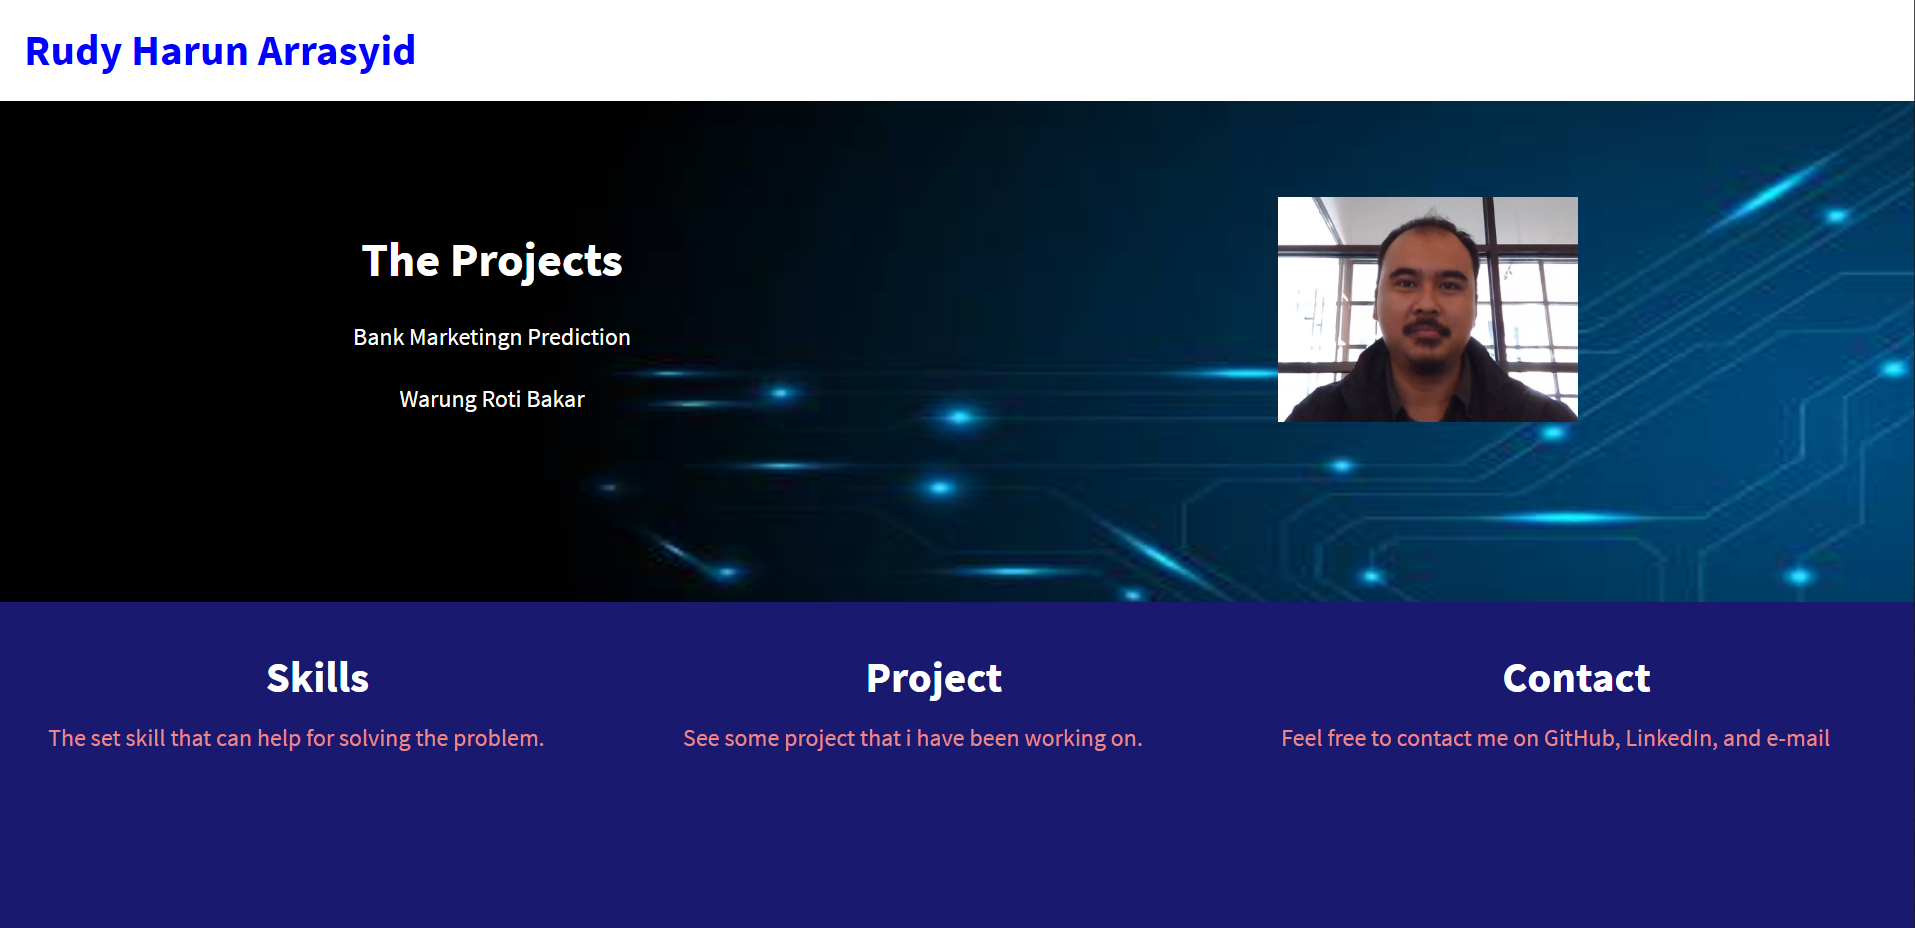 Rudy Harun Arrasyid
The Projects
Bank Marketingn Prediction
Warung Roti Bakar
Skills
The set skill that can help for solving the problem.
Project
See some project that i have been working on.
Contact
Feel free to contact me on GitHub, LinkedIn, and e-mail